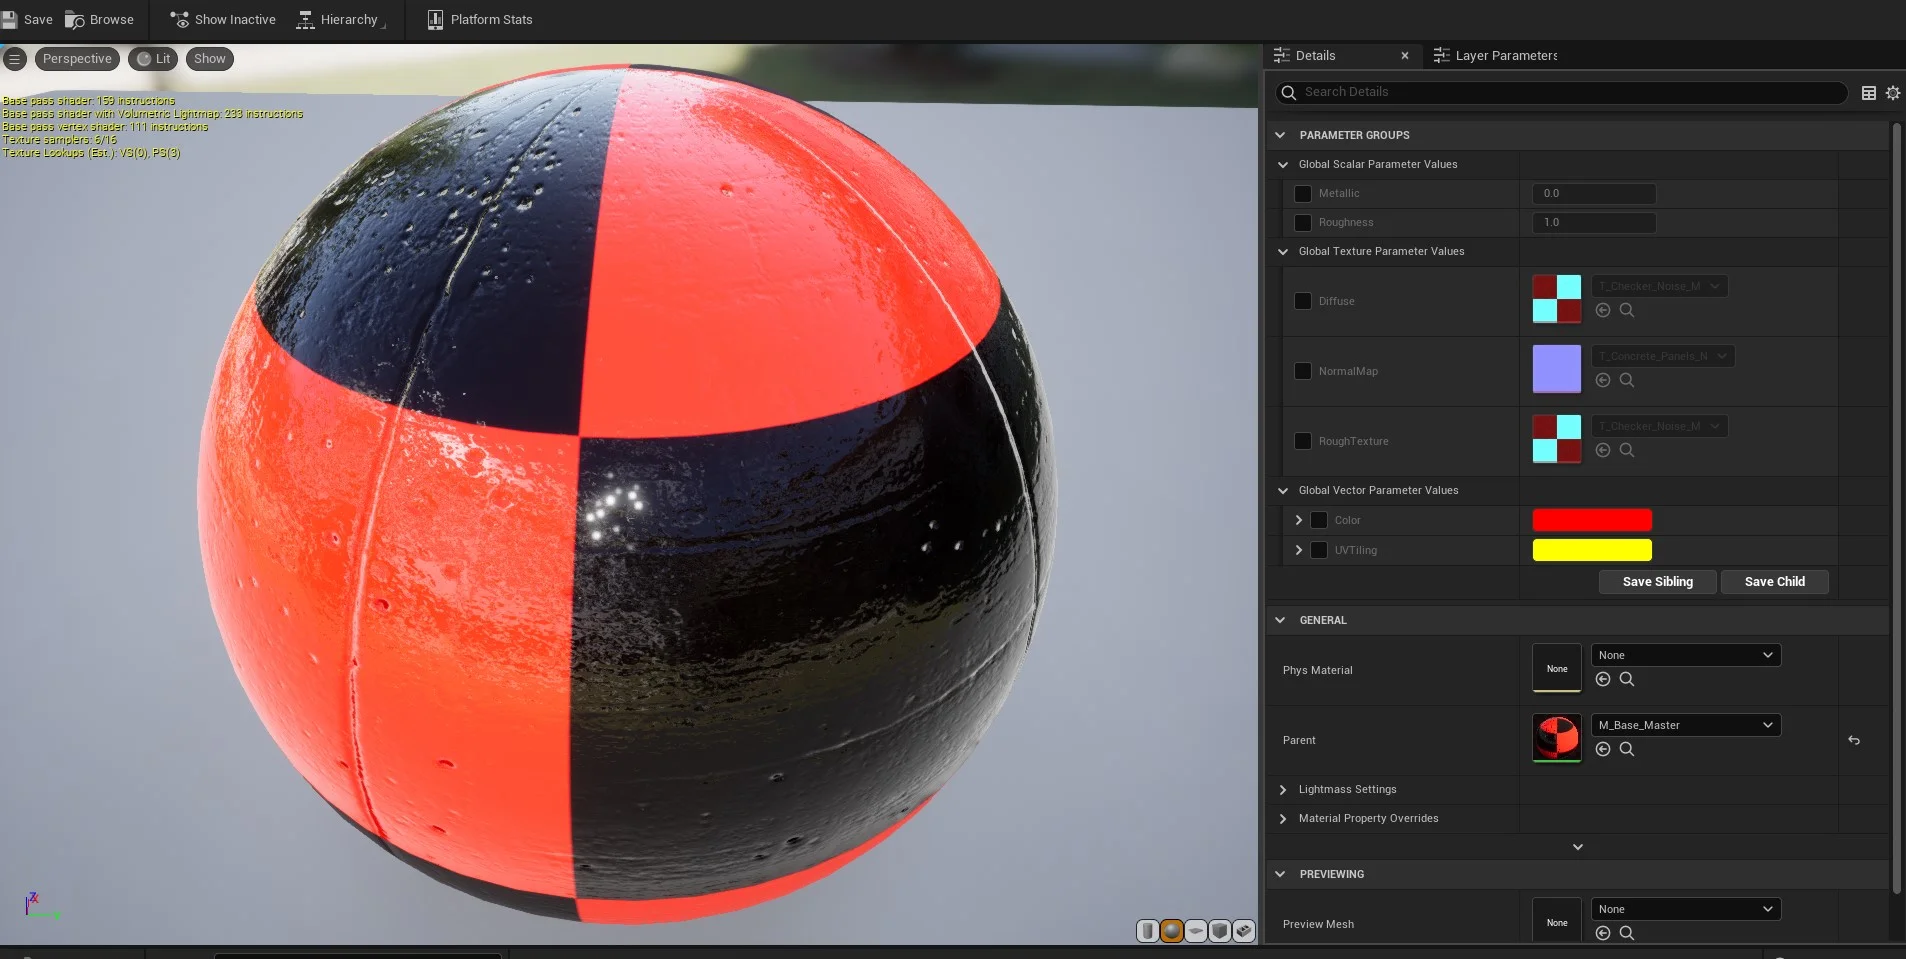 Save
Browse
Show Inactive
Hierarchy
Platform Stats
Perspective
Lit
Show
Base pass shader: 159 instructions
Base pass shader with Volumetric Lightmap: 233 instructions
Base pass vertex shader: 111 instructions
Texture samplers: 6/16
Texture Lookups (Est.): VS(0), PS(3)
Details
Layer Parameters
Search Details
PARAMETER GROUPS
Global Scalar Parameter Values
Metallic
0.0
Roughness
1.0
Global Texture Parameter Values
Diffuse
T_Checker_Noise_M
NormalMap
T_Concrete_Panels_N
RoughTexture
T_Checker_Noise_M
Global Vector Parameter Values
Color
UVTiling
Save Sibling
Save Child
GENERAL
Phys Material
None
None
Parent
M_Base_Master
Lightmass Settings
Material Property Overrides
PREVIEWING
Preview Mesh
None
None